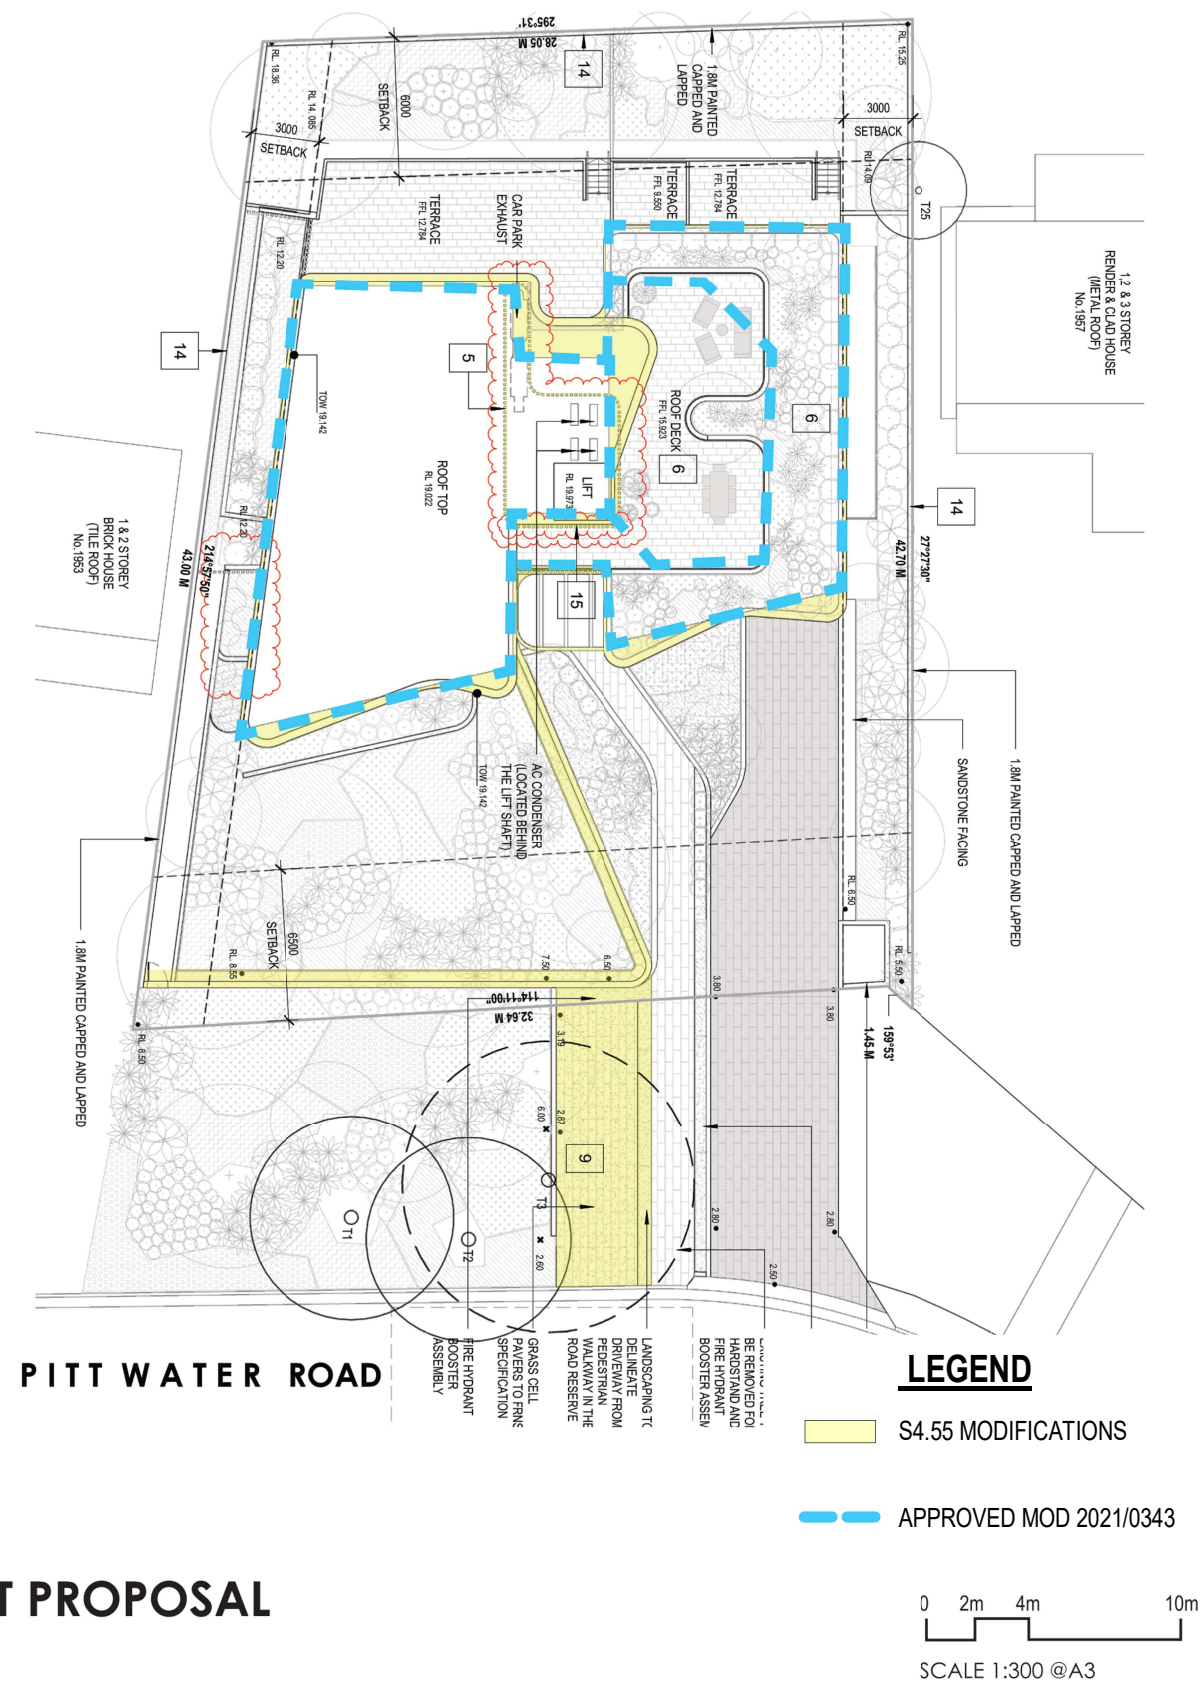 295°31'
28.05 M
RL. 15.25
RL. 18.36
14
1.8M PAINTED
CAPPED AND
LAPPED
6000
SETBACK
3000
SETBACK
RL 14.085
3000
SETBACK
RL 14.09
T25
TERRACE
FFL 12.784
CAR PARK
EXHAUST
TERRACE
FFL 9.550
TERRACE
FFL 12.784
1,2 & 3 STOREY
RENDER & CLAD HOUSE
(METAL ROOF)
No.1957
RL 12.20
14
5
TOW 19.142
ROOF DECK
FFL 15.923
6
6
ROOF TOP
RL 19.022
LIFT
RL 19.973
14
27°27'30"
42.70 M
1 & 2 STOREY
BRICK HOUSE
(TILE ROOF)
No.1953
RL 12.20
214°57'50"
43.00 M
15
TOW 19.142
AC CONDENSER
(LOCATED BEHIND
THE LIFT SHAFT)
SANDSTONE FACING
1.8M PAINTED CAPPED AND LAPPED
1.8M PAINTED CAPPED AND LAPPED
RL. 6.50
6500
SETBACK
RL. 8.55
7.50
6.50
3.80
3.80
RL. 5.50
114°11'00"
32.64 M
159°53'
1.45 M
RL. 8.50
3.19
6.00
2.87
9
T3
T1
T2
2.60
2.80
2.80
2.50
FIRE HYDRANT
BOOSTER
ASSEMBLY
GRASS CELL
PAVERS TO FRNS
SPECIFICATION
LANDSCAPING TO
DELINEATE
DRIVEWAY FROM
PEDESTRIAN
WALKWAY IN THE
ROAD RESERVE
BE REMOVED FO
HARDSTAND AND
FIRE HYDRANT
BOOSTER ASSEM
PITT WATER ROAD
LEGEND
S4.55 MODIFICATIONS
APPROVED MOD 2021/0343
T PROPOSAL
0 2m 4m 10m
SCALE 1:300 @A3